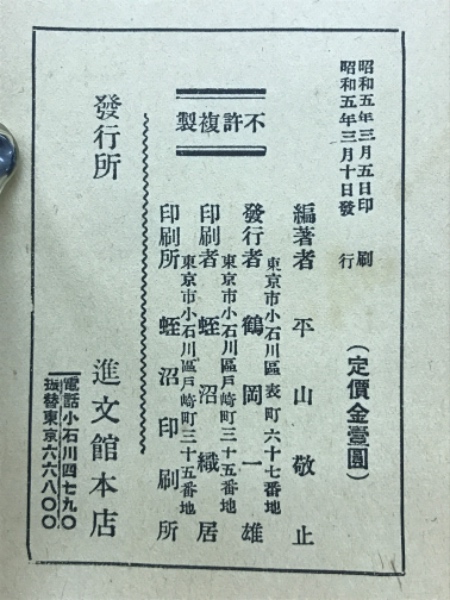 昭和五年三月五日印刷
昭和五年三月十日發行
(定價金壹圓)
不許複製
編著者 平山敬止
東京市小石川區表町六十七番地
發行者 鶴岡一雄
東京市小石川區戸崎町三十五番地
印刷者 蛭沼織居
東京市小石川區戸崎町三十五番地
印刷所 蛭沼印刷所
發行所 進文館本店
電話小石川四七九〇
振替東京六六八〇〇